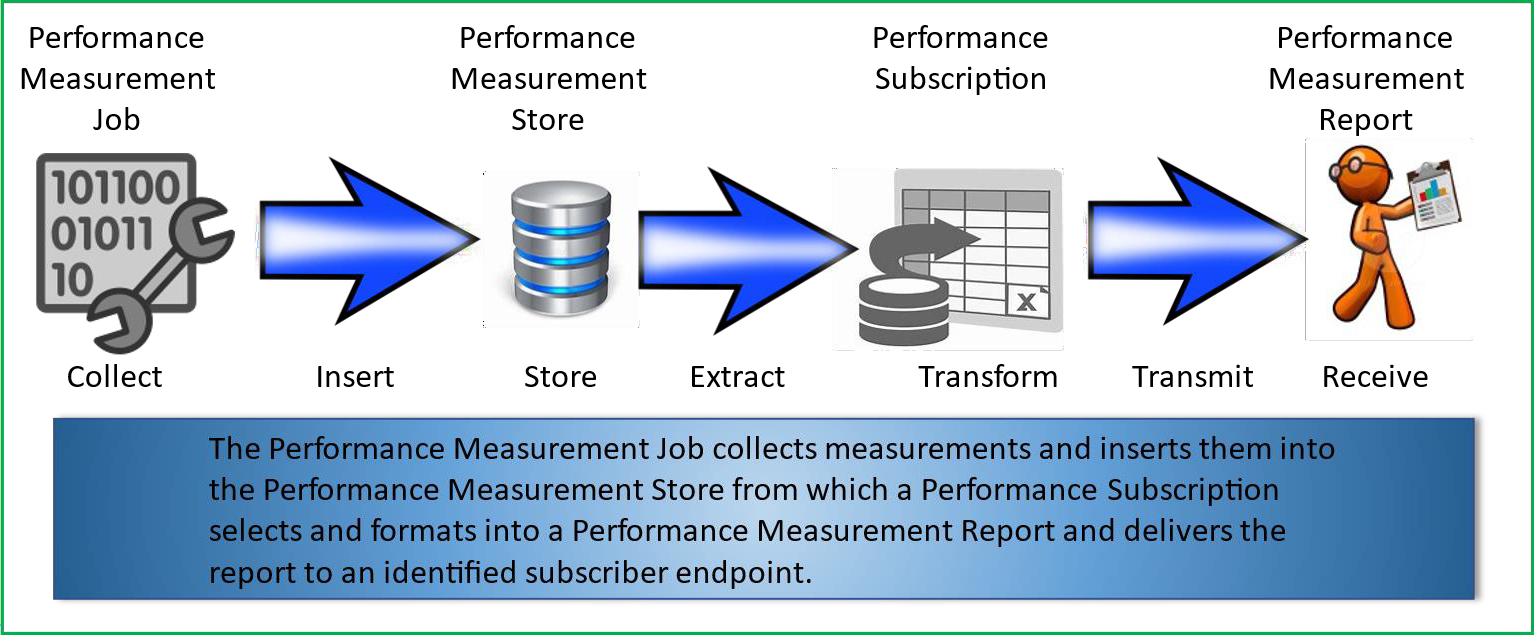 Performance
Measurement
Job
Performance
Measurement
Store
Performance
Subscription
Performance
Measurement
Report
101100
01011
10
X
Collect
Insert
Store
Extract
Transform
Transmit
Receive
The Performance Measurement Job collects measurements and inserts them into
the Performance Measurement Store from which a Performance Subscription
selects and formats into a Performance Measurement Report and delivers the
report to an identified subscriber endpoint.